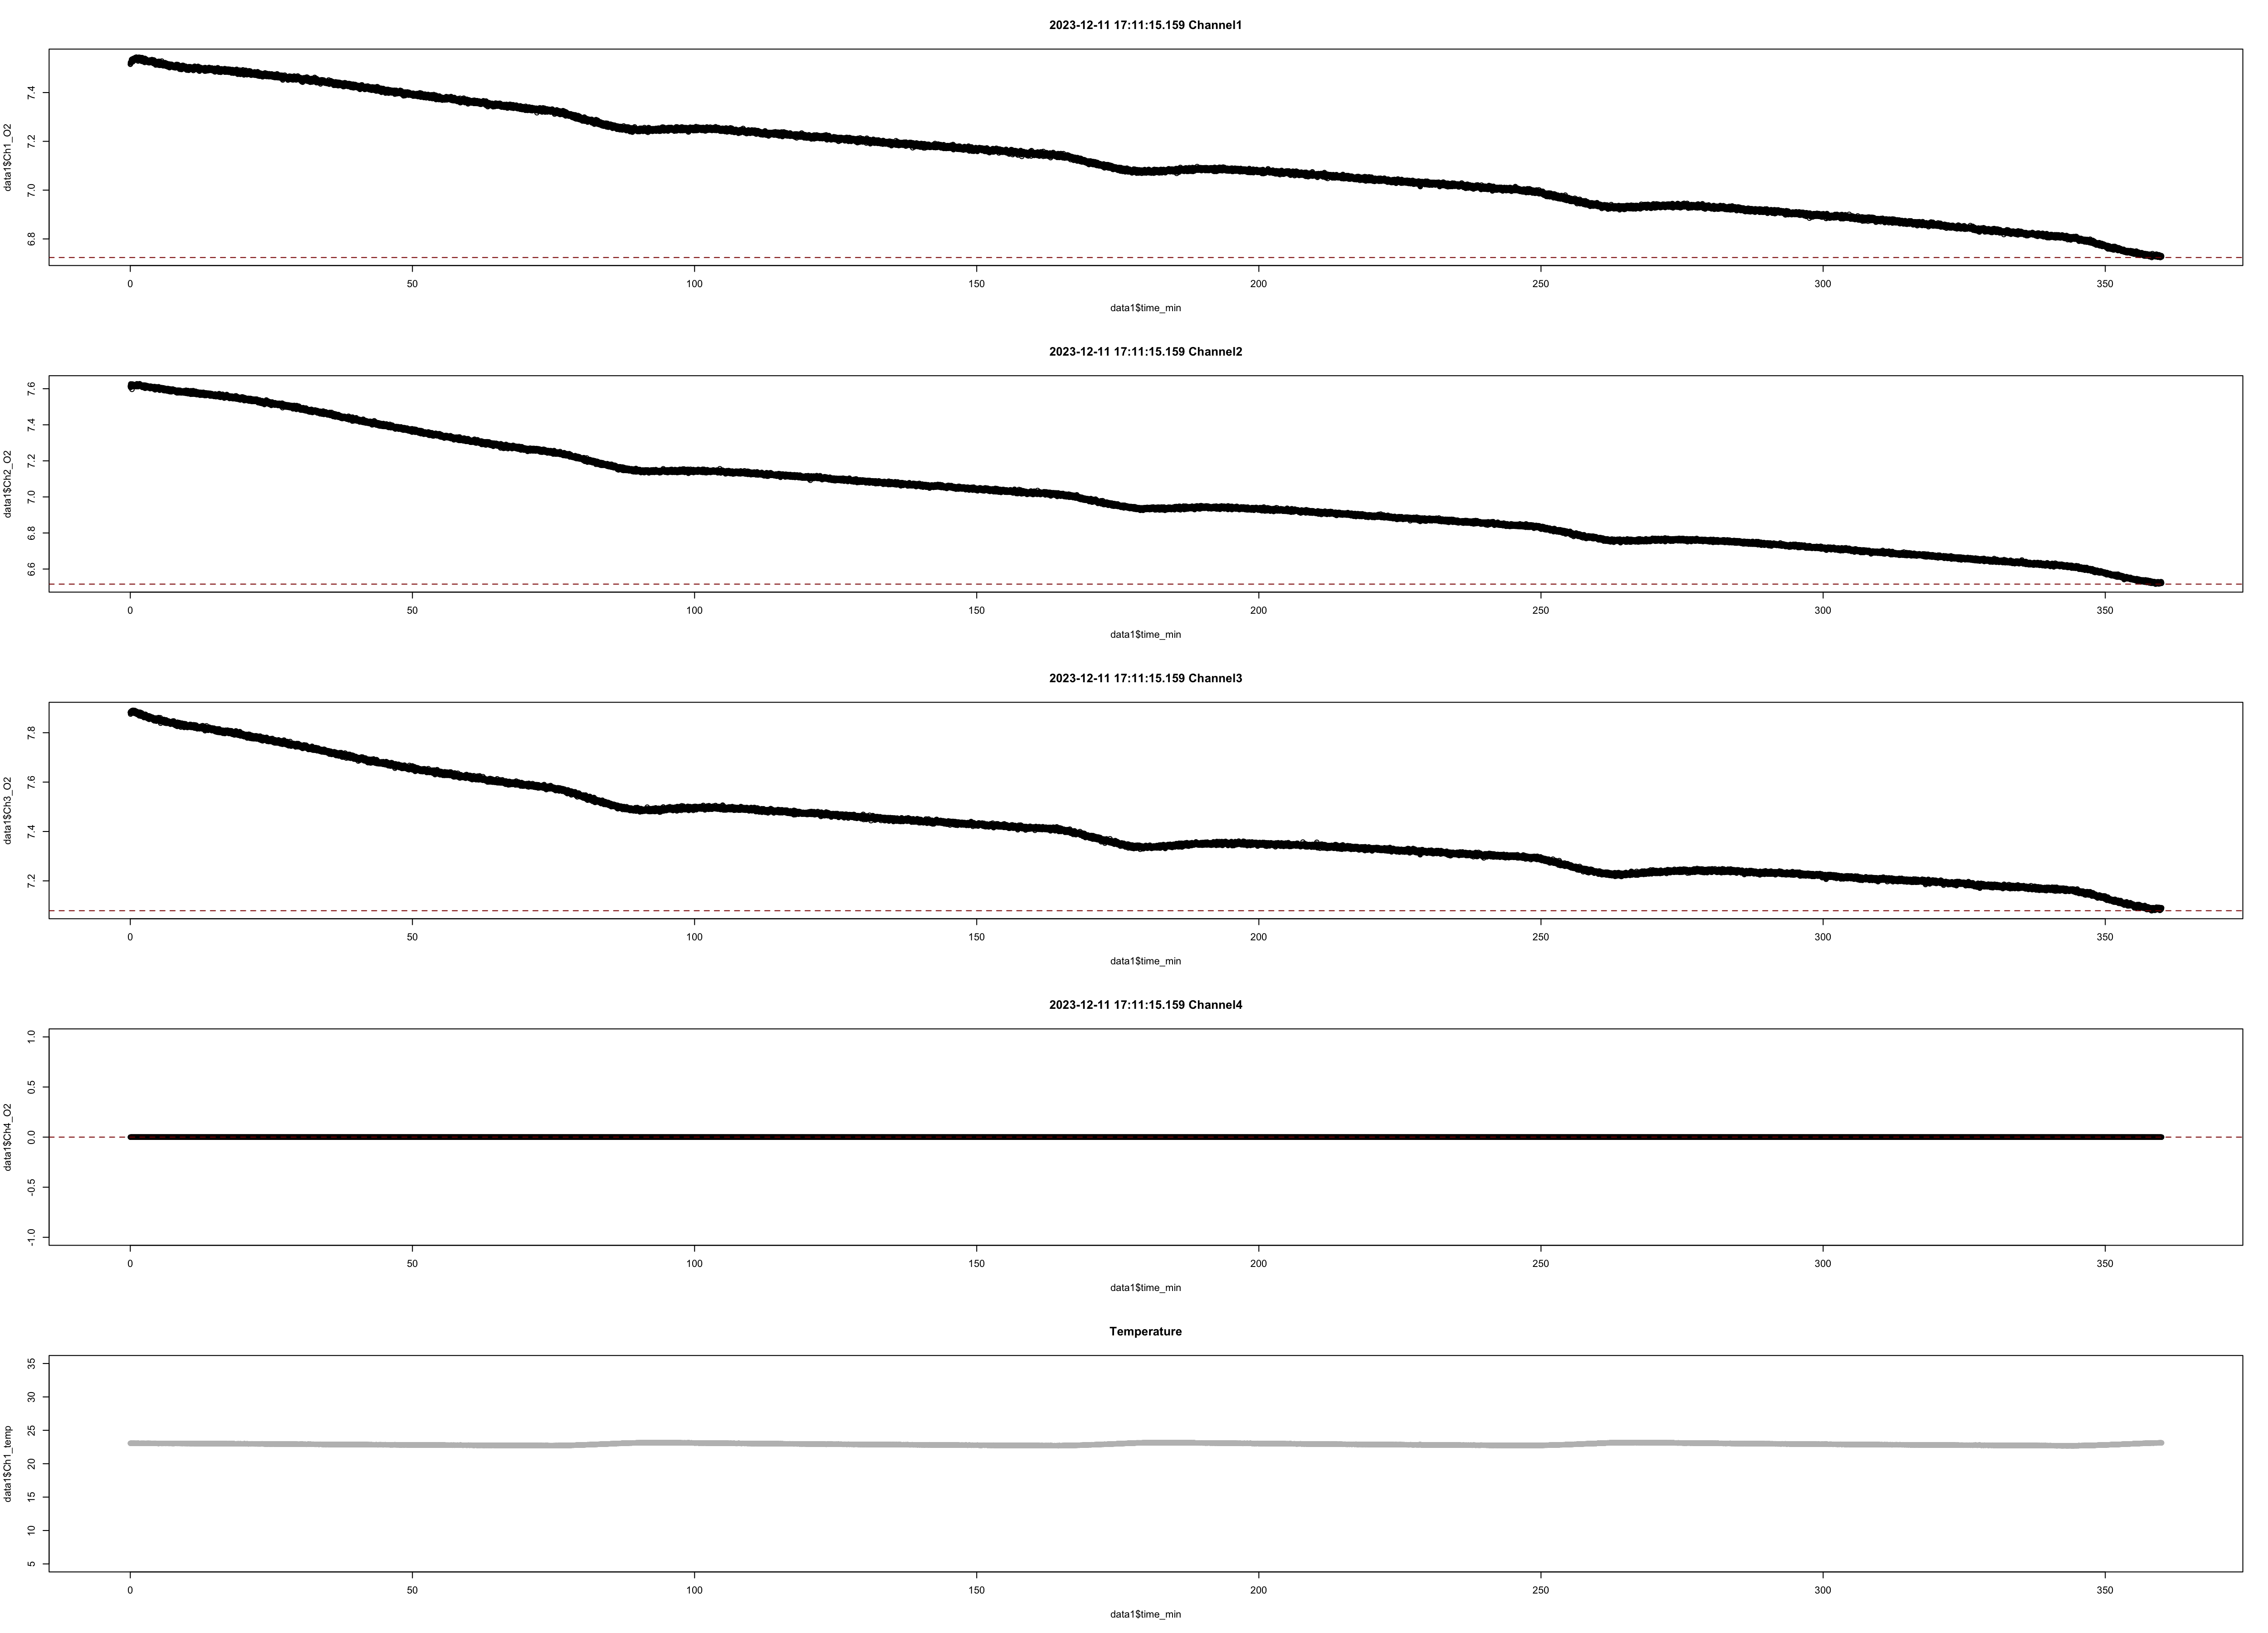 2023-12-11 17:11:15.159 Channel1
data1$Ch1_O2
7.4
7.2
7.0
6.8
0 50 100 150 200 250 300 350
data1$time_min
2023-12-11 17:11:15.159 Channel2
data1$Ch2_O2
7.6
7.4
7.2
7.0
6.8
6.6
0 50 100 150 200 250 300 350
data1$time_min
2023-12-11 17:11:15.159 Channel3
data1$Ch3_O2
7.8
7.6
7.4
7.2
0 50 100 150 200 250 300 350
data1$time_min
2023-12-11 17:11:15.159 Channel4
data1$Ch4_O2
1.0
0.5
0.0
-0.5
-1.0
0 50 100 150 200 250 300 350
data1$time_min
Temperature
data1$Ch1_temp
35
30
25
20
15
10
5
0 50 100 150 200 250 300 350
data1$time_min